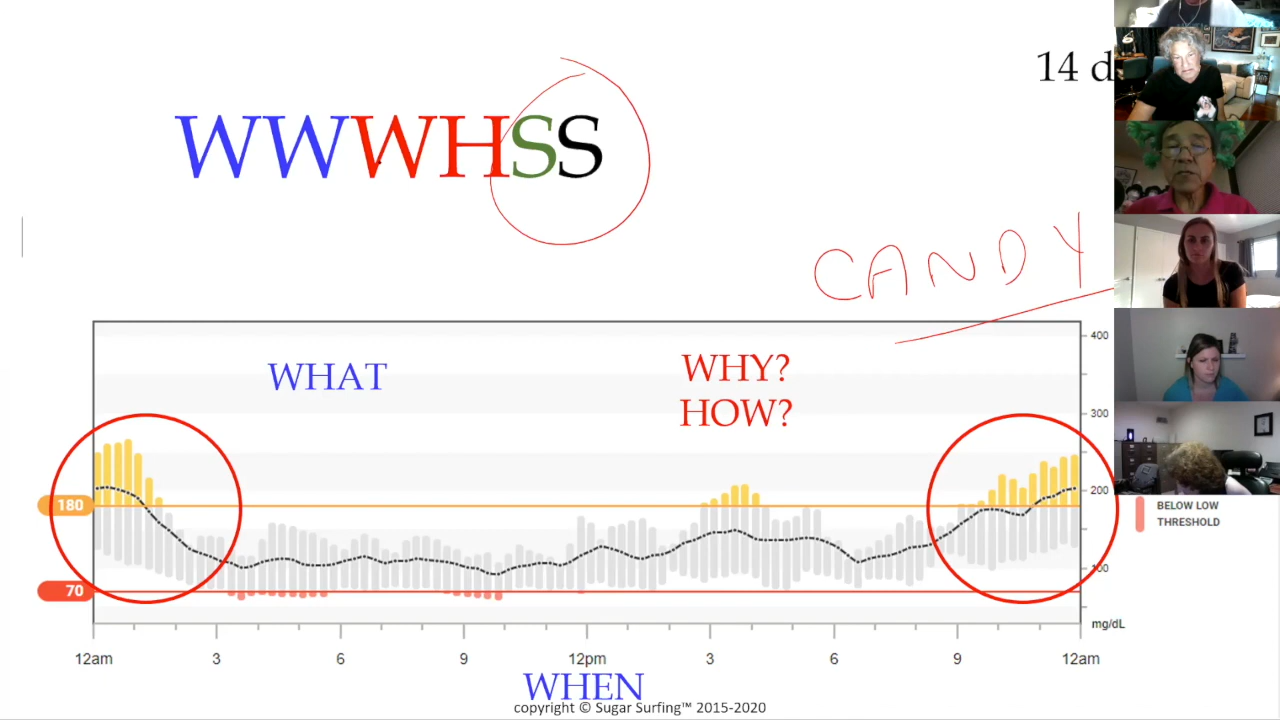 14 d
WWWHSS
CANDY
WHAT
WHY?
HOW?
400
300
200
100
mg/dL
180
70
BELOW LOW
THRESHOLD
12am 3 6 9 12pm 3 6 9 12am
WHEN
copyright © Sugar Surfing™ 2015-2020